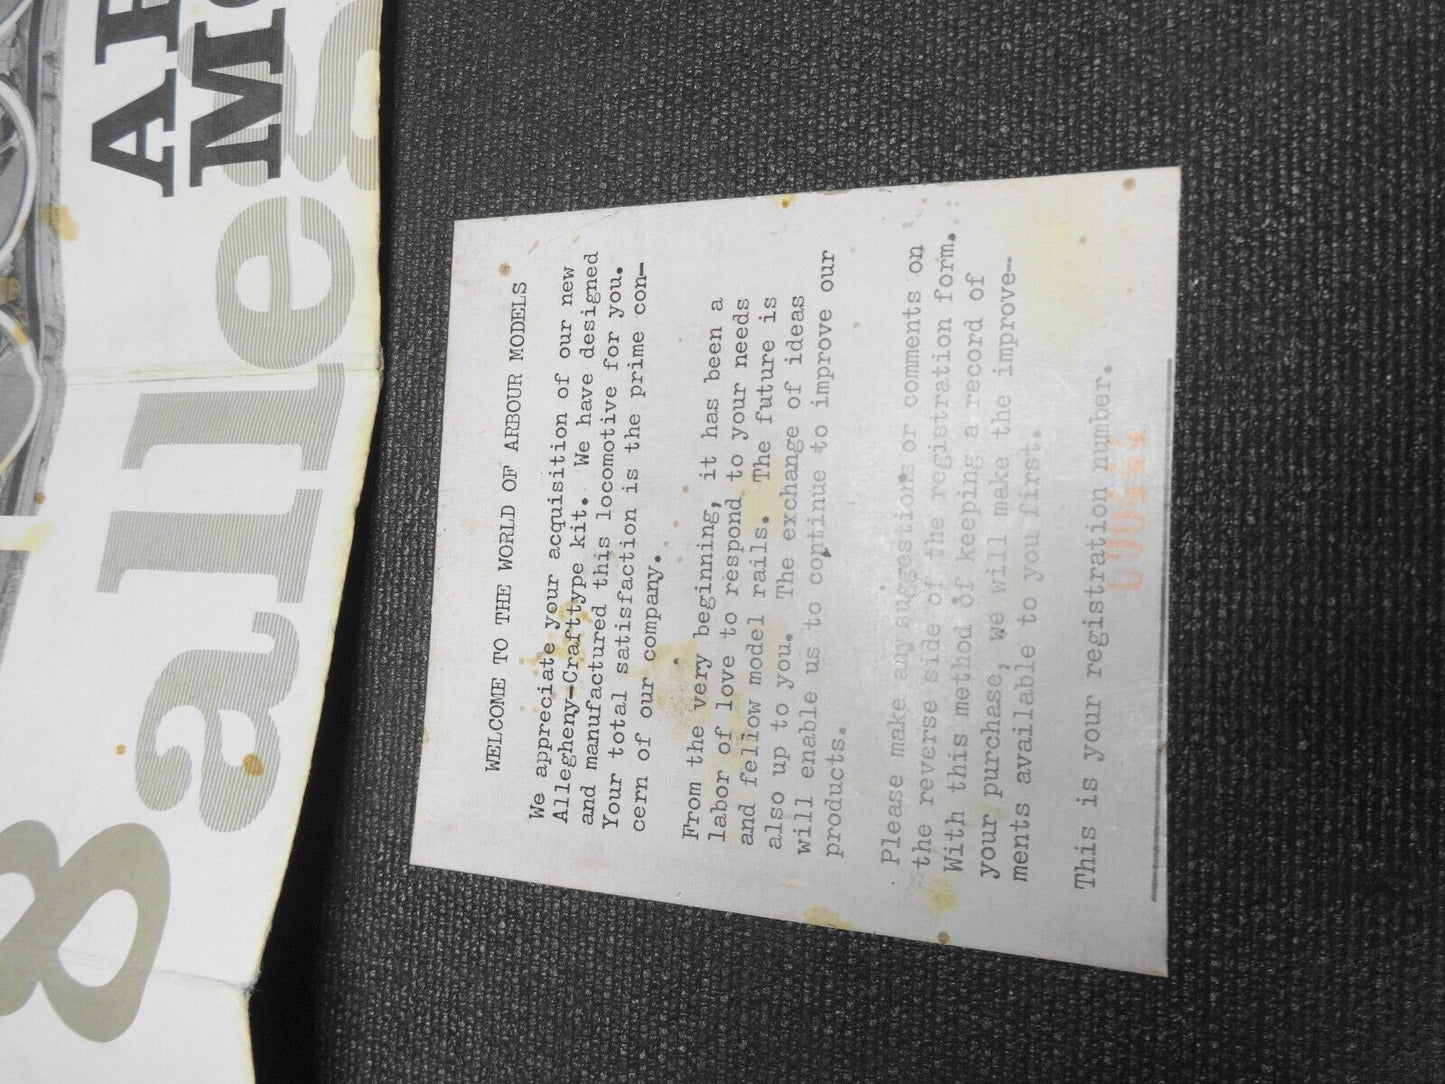 8 alleg
AR
MO
WELCOME TO THE WORLD OF ARBOUR MODELS
We appreciate your acquisition of our new
Allegheny-Crafttype kit. We have designed
and manufactured this locomotive for you.
Your total satisfaction is the prime con-
cern of our company.
From the very beginning, it has been a
labor of love to respond to your needs
and fellow model rails. The future is
also up to you. The exchange of ideas
will enable us to continue to improve our
products.
Please make any suggestions or comments on
the reverse side of the registration form.
With this method of keeping a record of
your purchase, we will make the improve-
ments available to you first.
This is your registration number.